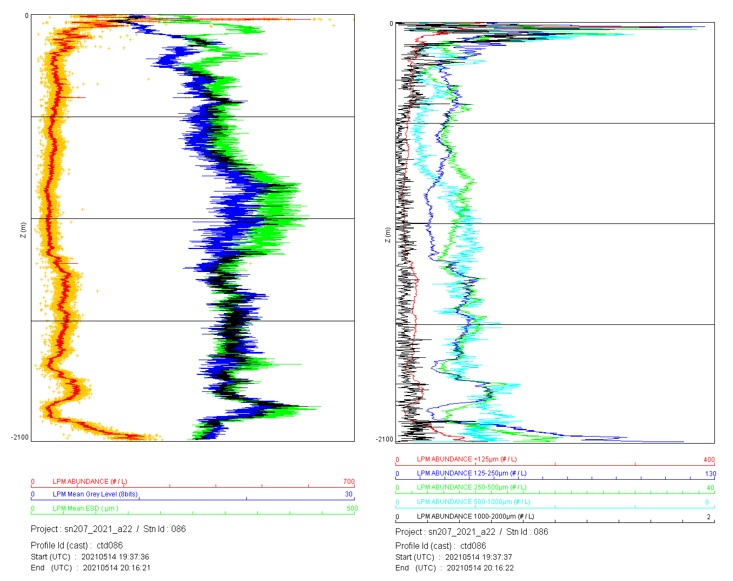 0
Z (m)
-2100
0 LPM ABUNDANCE (# / L) 700
0 LPM Mean Grey Level (8bits) 30
0 LPM Mean ESD ( µm ) 500
Project : sn207_2021_a22 / Stn Id : 086
Profile Id (cast) : ctd086
Start (UTC) : 20210514 19:37:36
End (UTC) : 20210514 20:16:21
0
Z (m)
-2100
0 LPM ABUNDANCE <125µm (# / L) 400
0 LPM ABUNDANCE 125-250µm (# / L) 130
0 LPM ABUNDANCE 250-500µm (# / L) 40
0 LPM ABUNDANCE 500-1000µm (# / L)
0 LPM ABUNDANCE 1000-2000µm (# / L) 2
Project : sn207_2021_a22 / Stn Id : 086
Profile Id (cast) : ctd086
Start (UTC) : 20210514 19:37:37
End (UTC) : 20210514 20:16:22